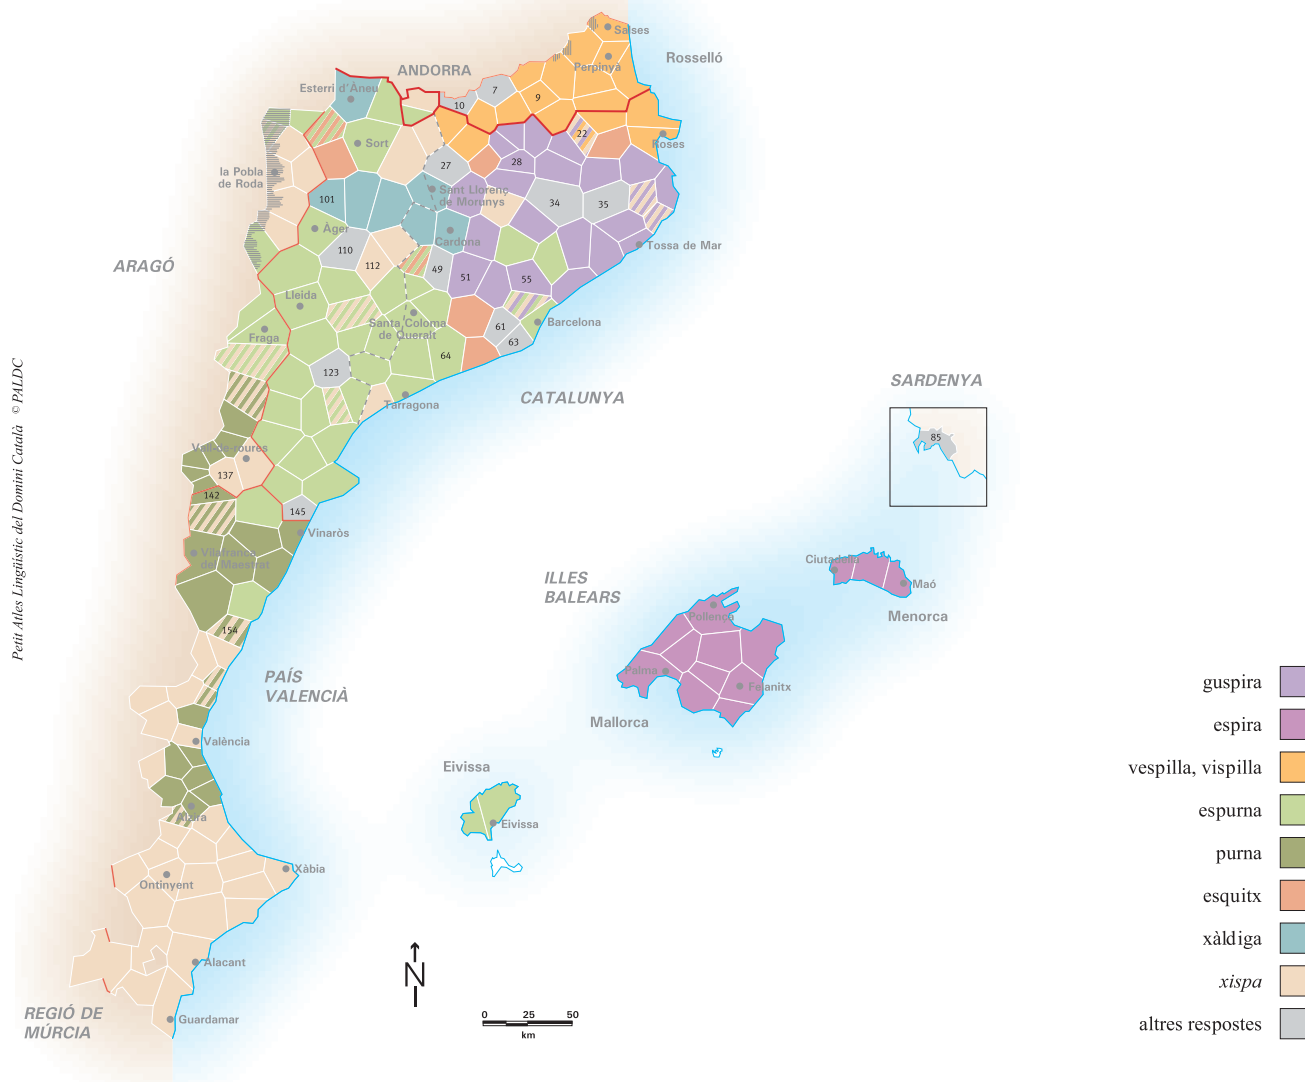 Salses
Rosselló
Perpinyà
ANDORRA
Esterri d'Àneu
7
10
9
22
Roses
Sort
28
27
la Pobla
de Roda
101
Sant Llorenç
de Morunys
34
35
Àger
Cardona
Tossa de Mar
110
112
49
51
55
ARAGÓ
Lleida
Santa Coloma
de Queralt
61
63
Barcelona
Fraga
64
123
CATALUNYA
Tarragona
SARDENYA
85
Petit Atles Lingüístic del Domini Català © PALDC
Vall-de-roures
137
142
145
Vinaròs
Vilafranca
del Maestrat
154
ILLES
BALEARS
Ciutadella
Maó
Menorca
Pollença
Palma
Felanitx
Mallorca
PAÍS
VALENCIÀ
València
Eivissa
Eivissa
Alzira
Xàbia
Ontinyent
Alacant
Guardamar
REGIÓ DE
MÚRCIA
N
0 25 50
km
guspira
espira
vespilla, vispilla
espurna
purna
esquitx
xàldiga
xispa
altres respostes